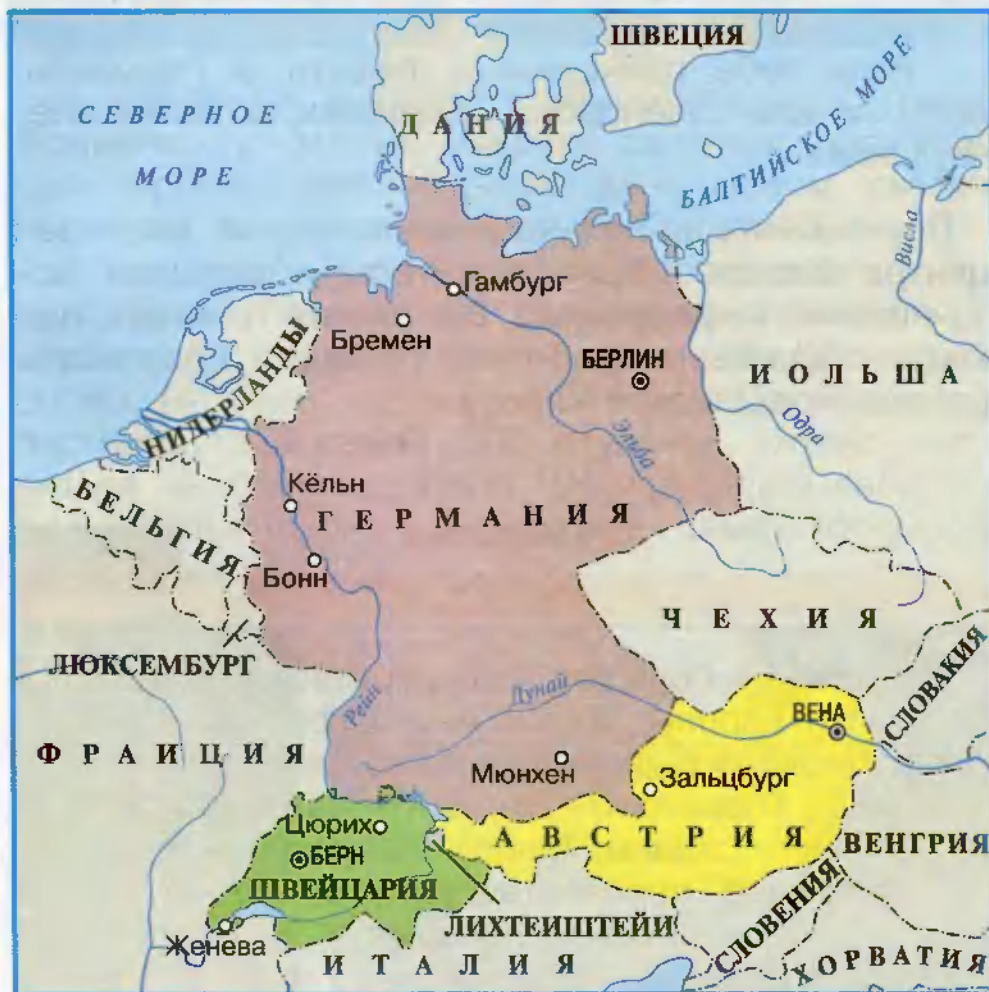 ШВЕЦИЯ
СЕВЕРНОЕ
МОРЕ
ДАНИЯ
БАЛТИЙСКОЕ МОРЕ
Висла
Гамбург
Бремен
БЕРЛИН
ИОЛЬША
НИДЕРЛАНДЫ
Одра
Эльба
БЕЛЬГИЯ
Кёльн
ГЕРМАНИЯ
Бонн
ЧЕХИЯ
ЛЮКСЕМБУРГ
СЛОВАКИЯ
Рейн
Дунай
ВЕНА
ФРАИЦИЯ
Мюнхен
Зальцбург
Цюрих
АВСТРИЯ
ВЕНГРИЯ
БЕРН
ШВЕЙЦАРИЯ
ЛИХТЕИШТЕЙИ
СЛОВЕНИЯ
Женева
ИТАЛИЯ
ХОРВАТИЯ